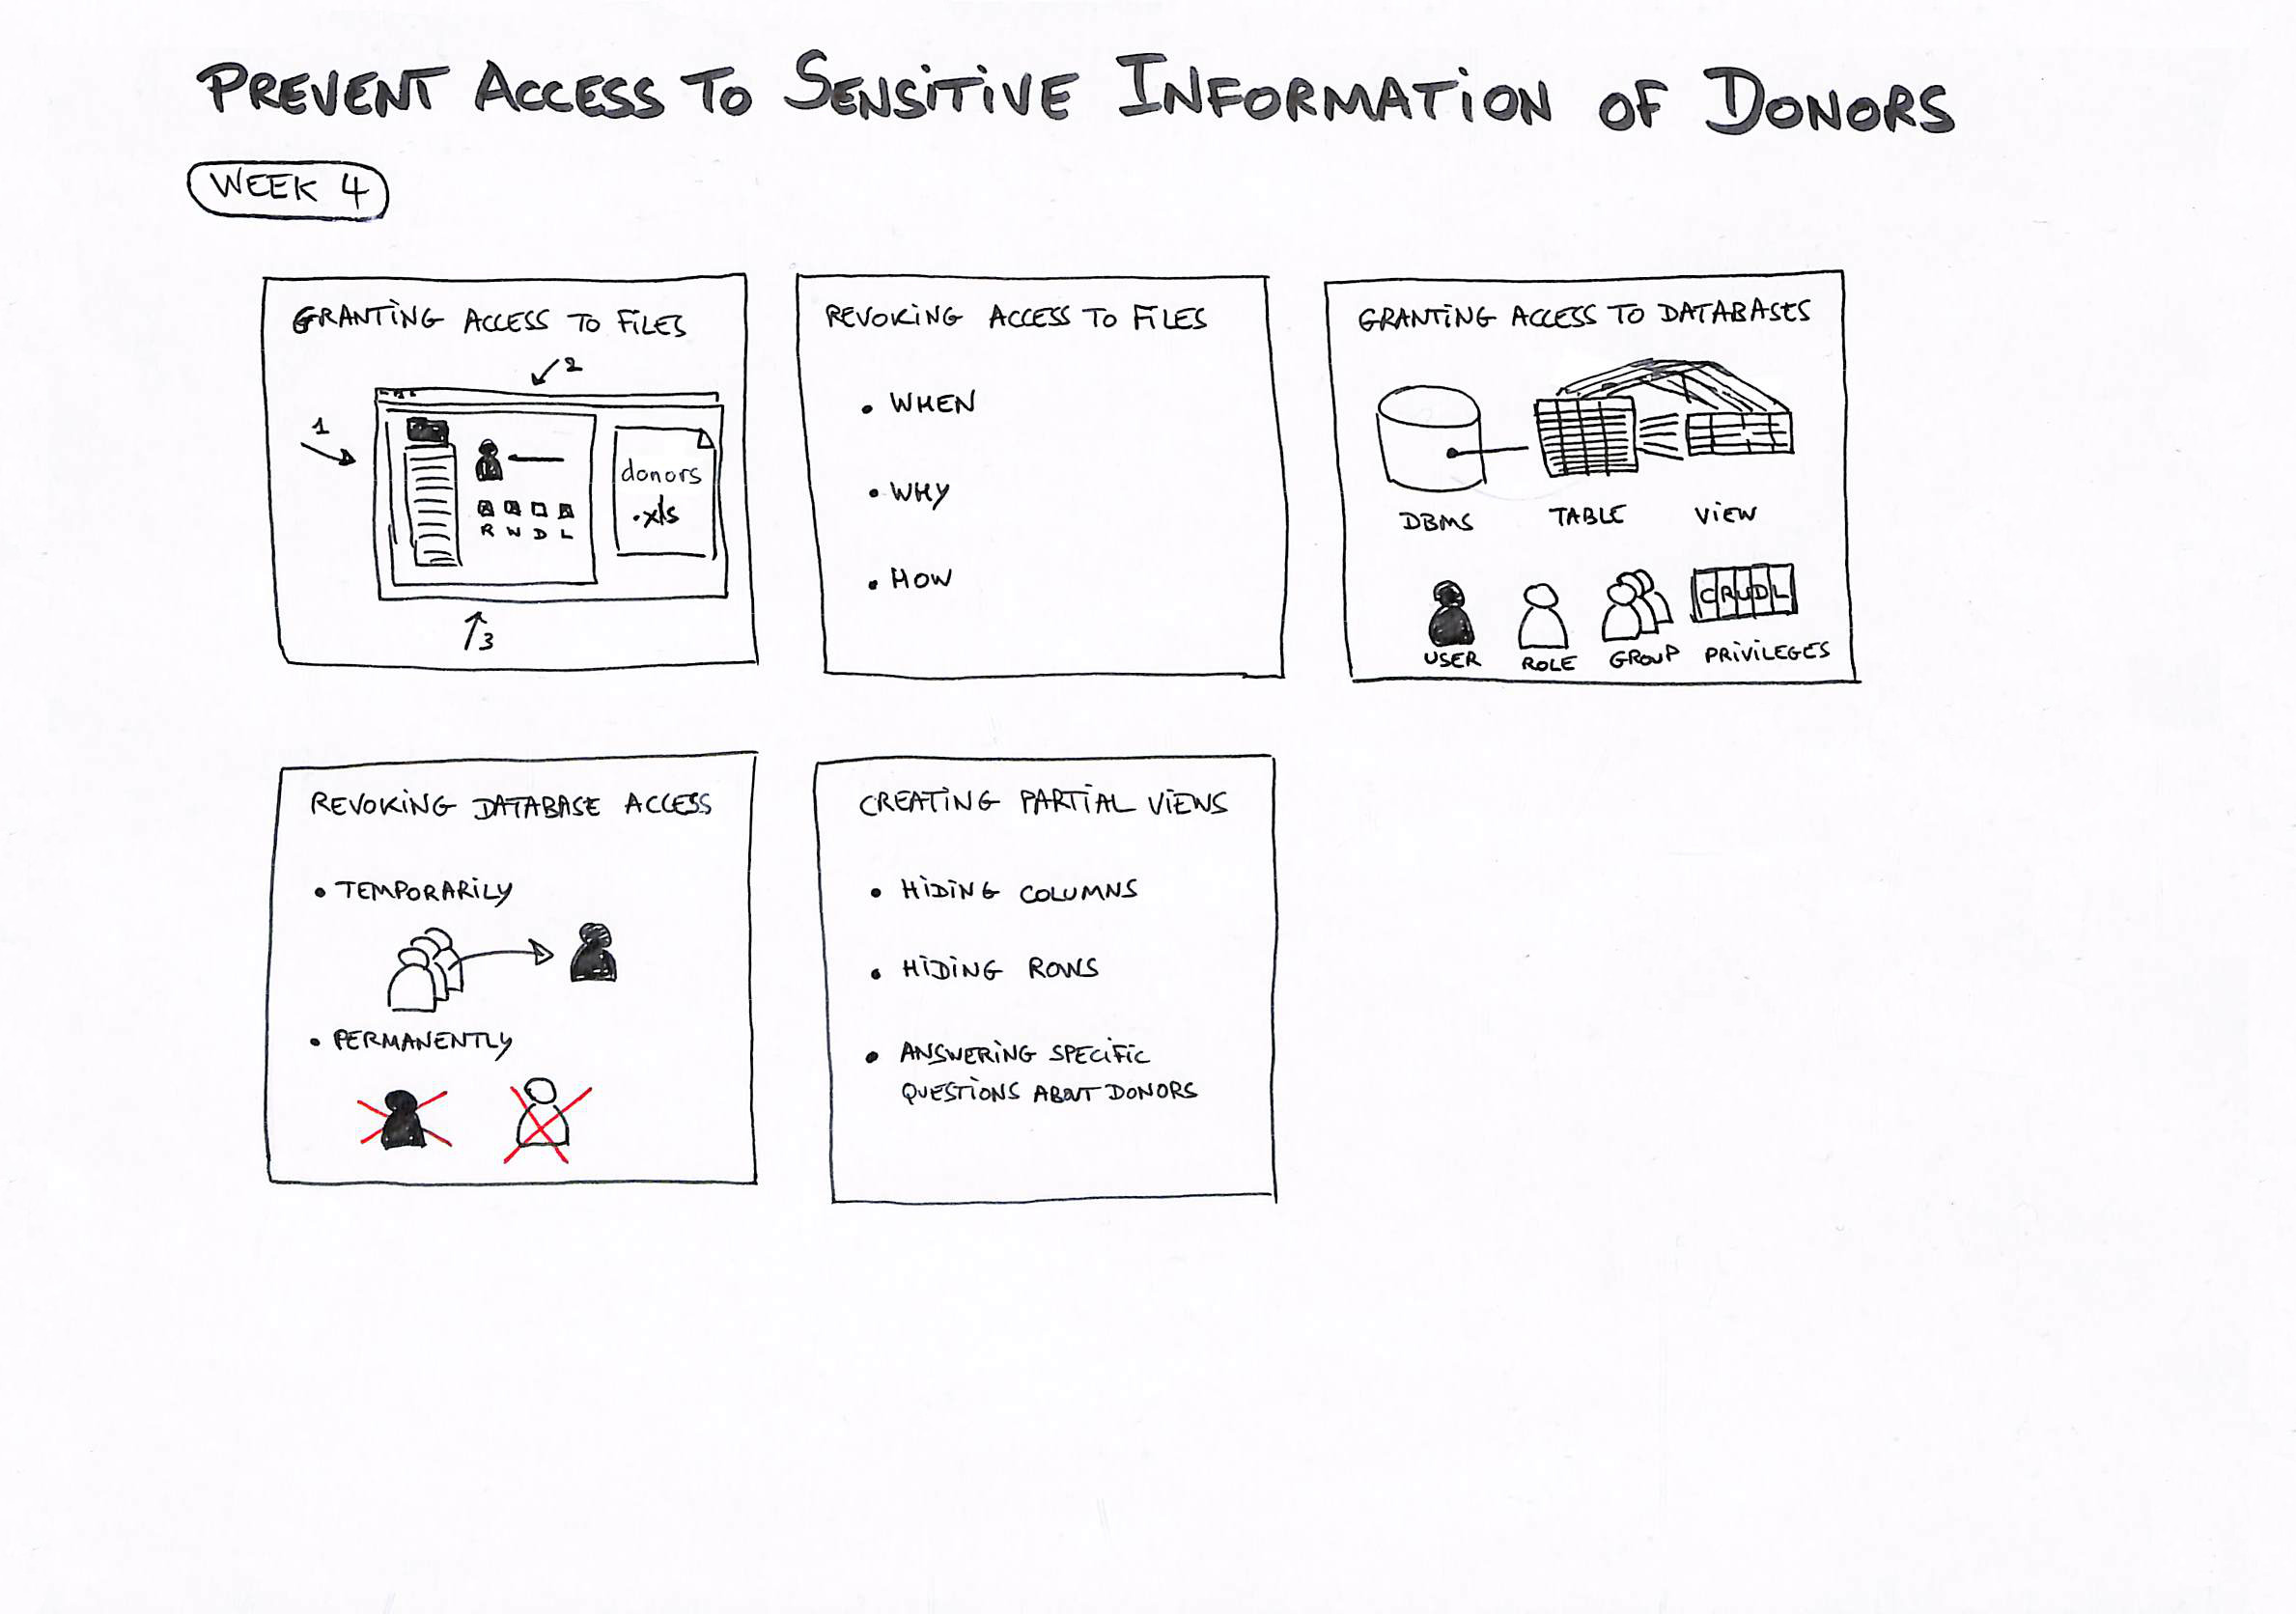 PREVENT ACCESS TO SENSITIVE INFORMATION OF DONORS
WEEK 4
GRANTING ACCESS TO FILES
2
1
donors
.xls
R W D L
3
REVOKING ACCESS TO FILES
• WHEN
• WHY
• HOW
GRANTING ACCESS TO DATABASES
DBMS TABLE VIEW
CRUDL
USER ROLE GROUP PRIVILEGES
REVOKING DATABASE ACCESS
• TEMPORARILY
• PERMANENTLY
CREATING PARTIAL VIEWS
• HIDING COLUMNS
• HIDING ROWS
• ANSWERING SPECIFIC
QUESTIONS ABOUT DONORS